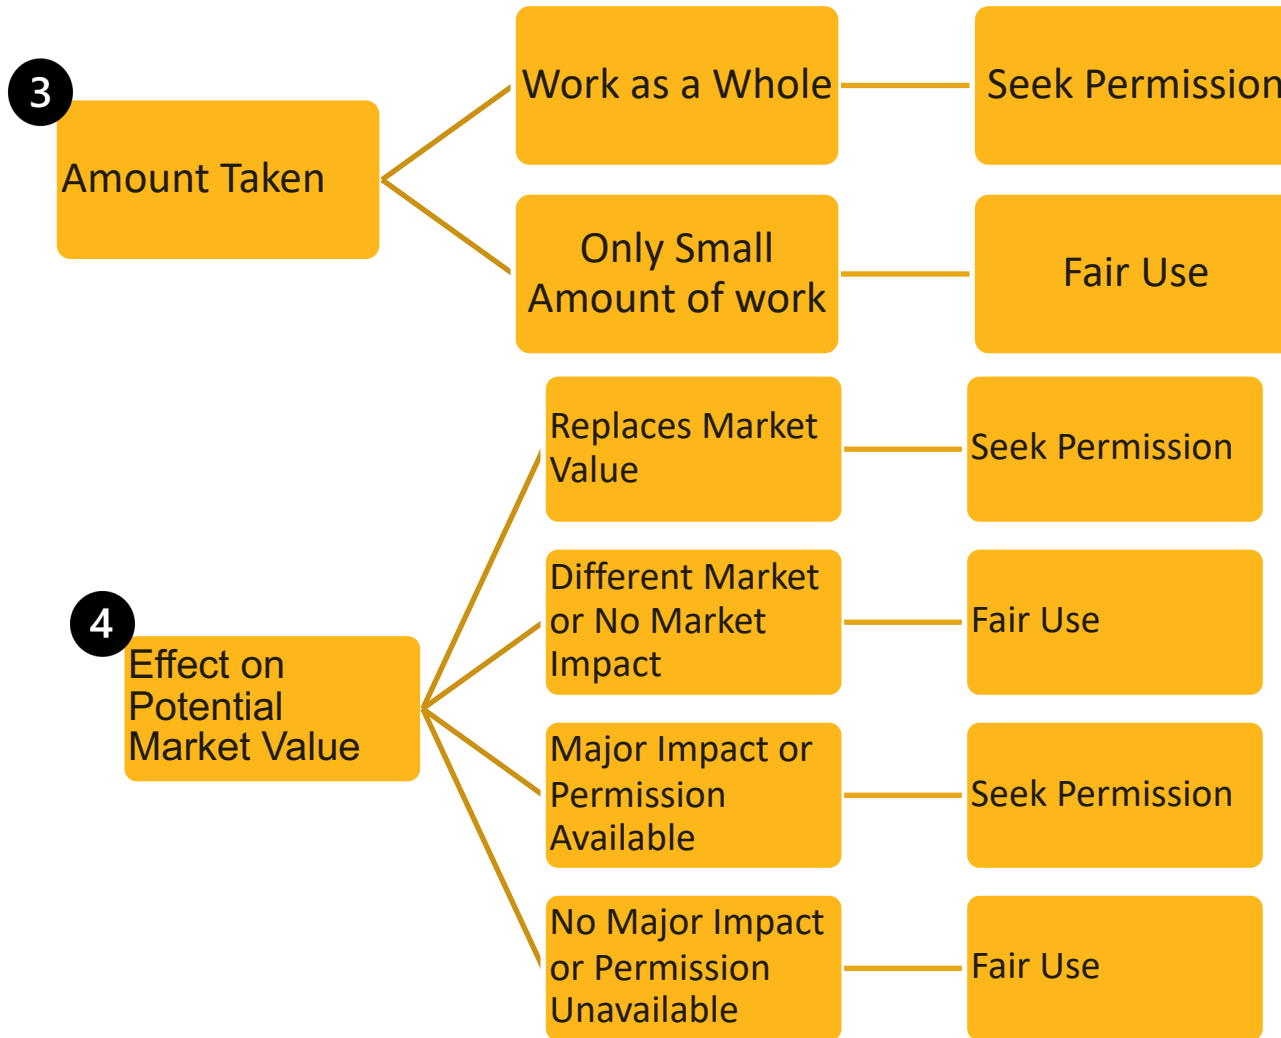 3
Amount Taken
Work as a Whole
Seek Permission
Only Small
Amount of work
Fair Use
4
Effect on
Potential
Market Value
Replaces Market
Value
Seek Permission
Different Market
or No Market
Impact
Fair Use
Major Impact or
Permission
Available
Seek Permission
No Major Impact
or Permission
Unavailable
Fair Use